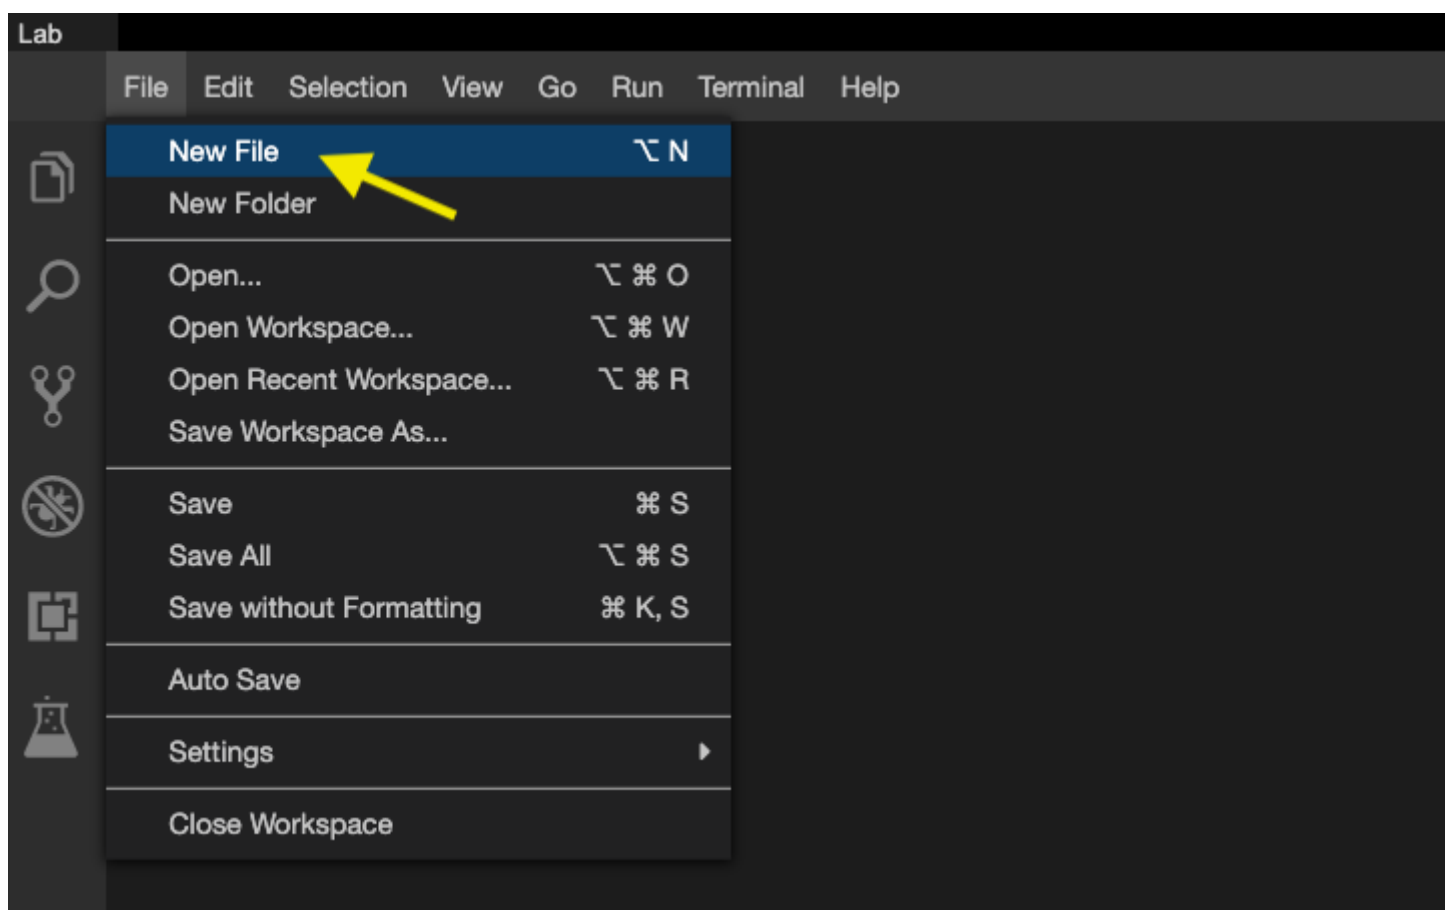 Lab
File Edit Selection View Go Run Terminal Help
New File ⌥ N
New Folder
Open... ⌥ ⌘ O
Open Workspace... ⌥ ⌘ W
Open Recent Workspace... ⌥ ⌘ R
Save Workspace As...
Save ⌘ S
Save All ⌥ ⌘ S
Save without Formatting ⌘ K, S
Auto Save
Settings
Close Workspace